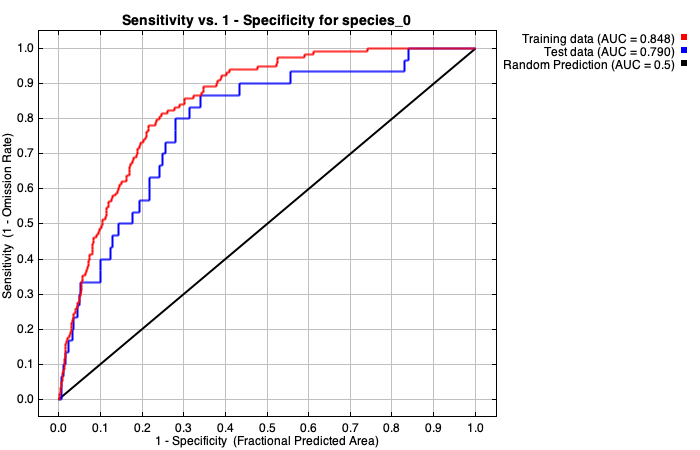 Sensitivity vs. 1 - Specificity for species_0
Training data (AUC = 0.848)
Test data (AUC = 0.790)
Random Prediction (AUC = 0.5)
Sensitivity (1 - Omission Rate)
1.0
0.9
0.8
0.7
0.6
0.5
0.4
0.3
0.2
0.1
0.0
0.0 0.1 0.2 0.3 0.4 0.5 0.6 0.7 0.8 0.9 1.0
1 - Specificity (Fractional Predicted Area)